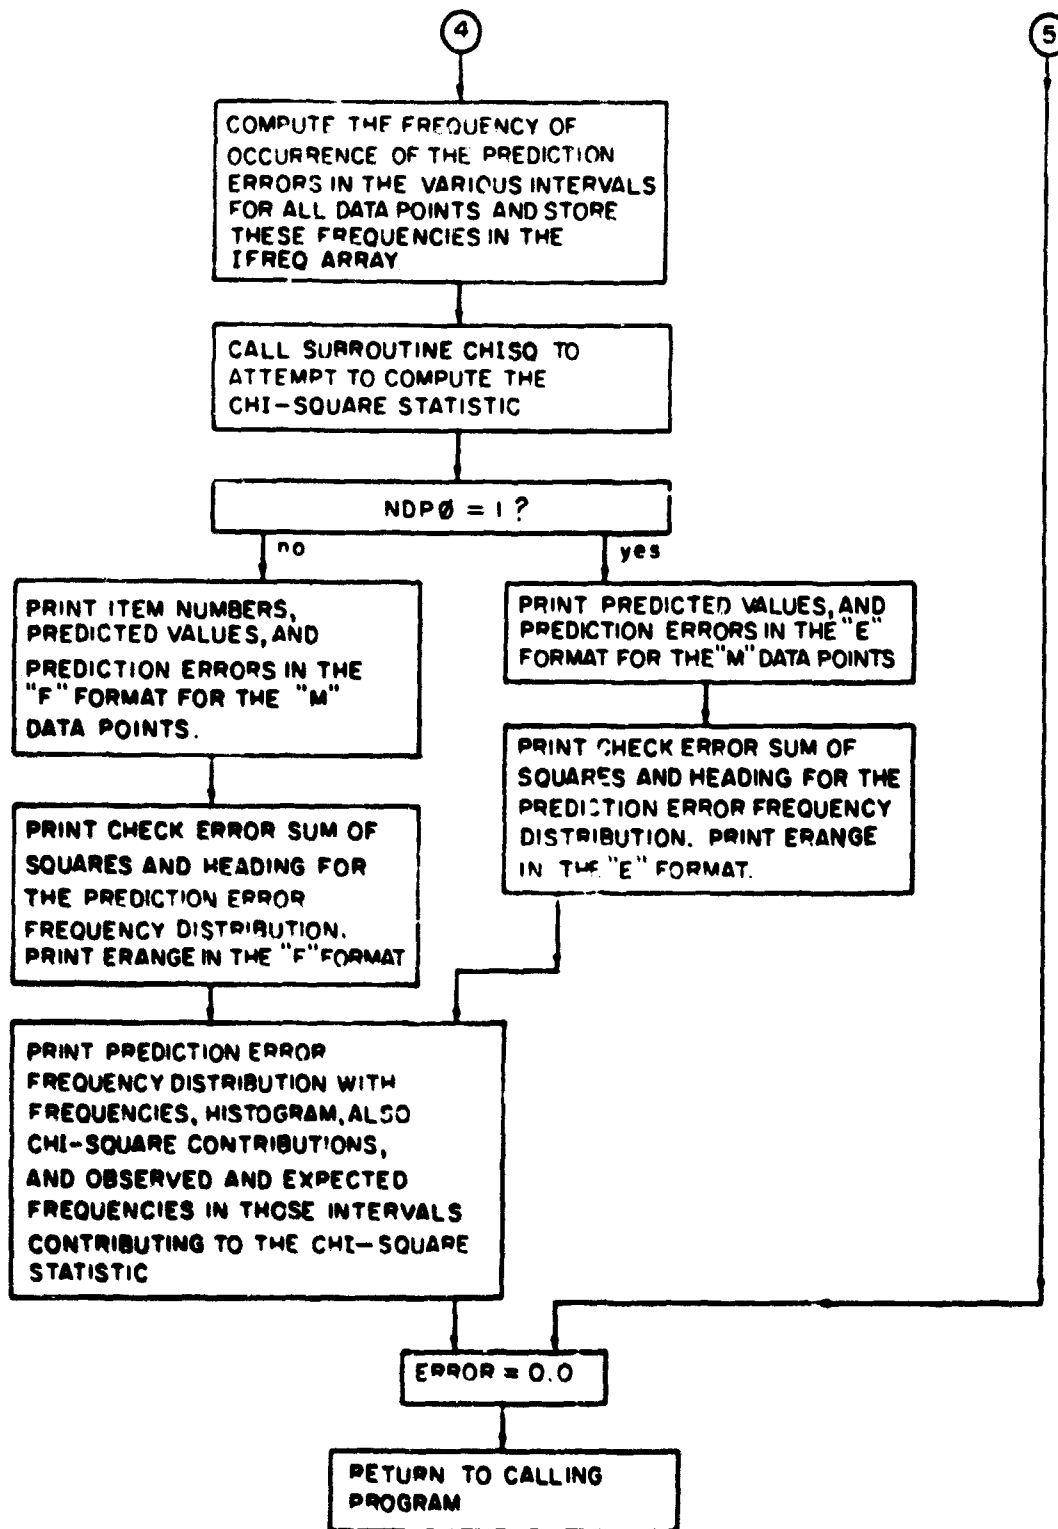 4
5
COMPUTE THE FREQUENCY OF
OCCURRENCE OF THE PREDICTION
ERRORS IN THE VARIOUS INTERVALS
FOR ALL DATA POINTS AND STORE
THESE FREQUENCIES IN THE
IFREQ ARRAY
CALL SUBROUTINE CHISQ TO
ATTEMPT TO COMPUTE THE
CHI-SQUARE STATISTIC
NDPØ = 1 ?
no
yes
PRINT ITEM NUMBERS,
PREDICTED VALUES, AND
PREDICTION ERRORS IN THE
"F" FORMAT FOR THE "M"
DATA POINTS.
PRINT PREDICTED VALUES, AND
PREDICTION ERRORS IN THE "E"
FORMAT FOR THE "M" DATA POINTS
PRINT CHECK ERROR SUM OF
SQUARES AND HEADING FOR
THE PREDICTION ERROR
FREQUENCY DISTRIBUTION.
PRINT ERANGE IN THE "F" FORMAT
PRINT CHECK ERROR SUM OF
SQUARES AND HEADING FOR THE
PREDICTION ERROR FREQUENCY
DISTRIBUTION. PRINT ERANGE
IN THE "E" FORMAT.
PRINT PREDICTION ERROR
FREQUENCY DISTRIBUTION WITH
FREQUENCIES, HISTOGRAM, ALSO
CHI-SQUARE CONTRIBUTIONS,
AND OBSERVED AND EXPECTED
FREQUENCIES IN THOSE INTERVALS
CONTRIBUTING TO THE CHI-SQUARE
STATISTIC
ERROR = 0.0
RETURN TO CALLING
PROGRAM